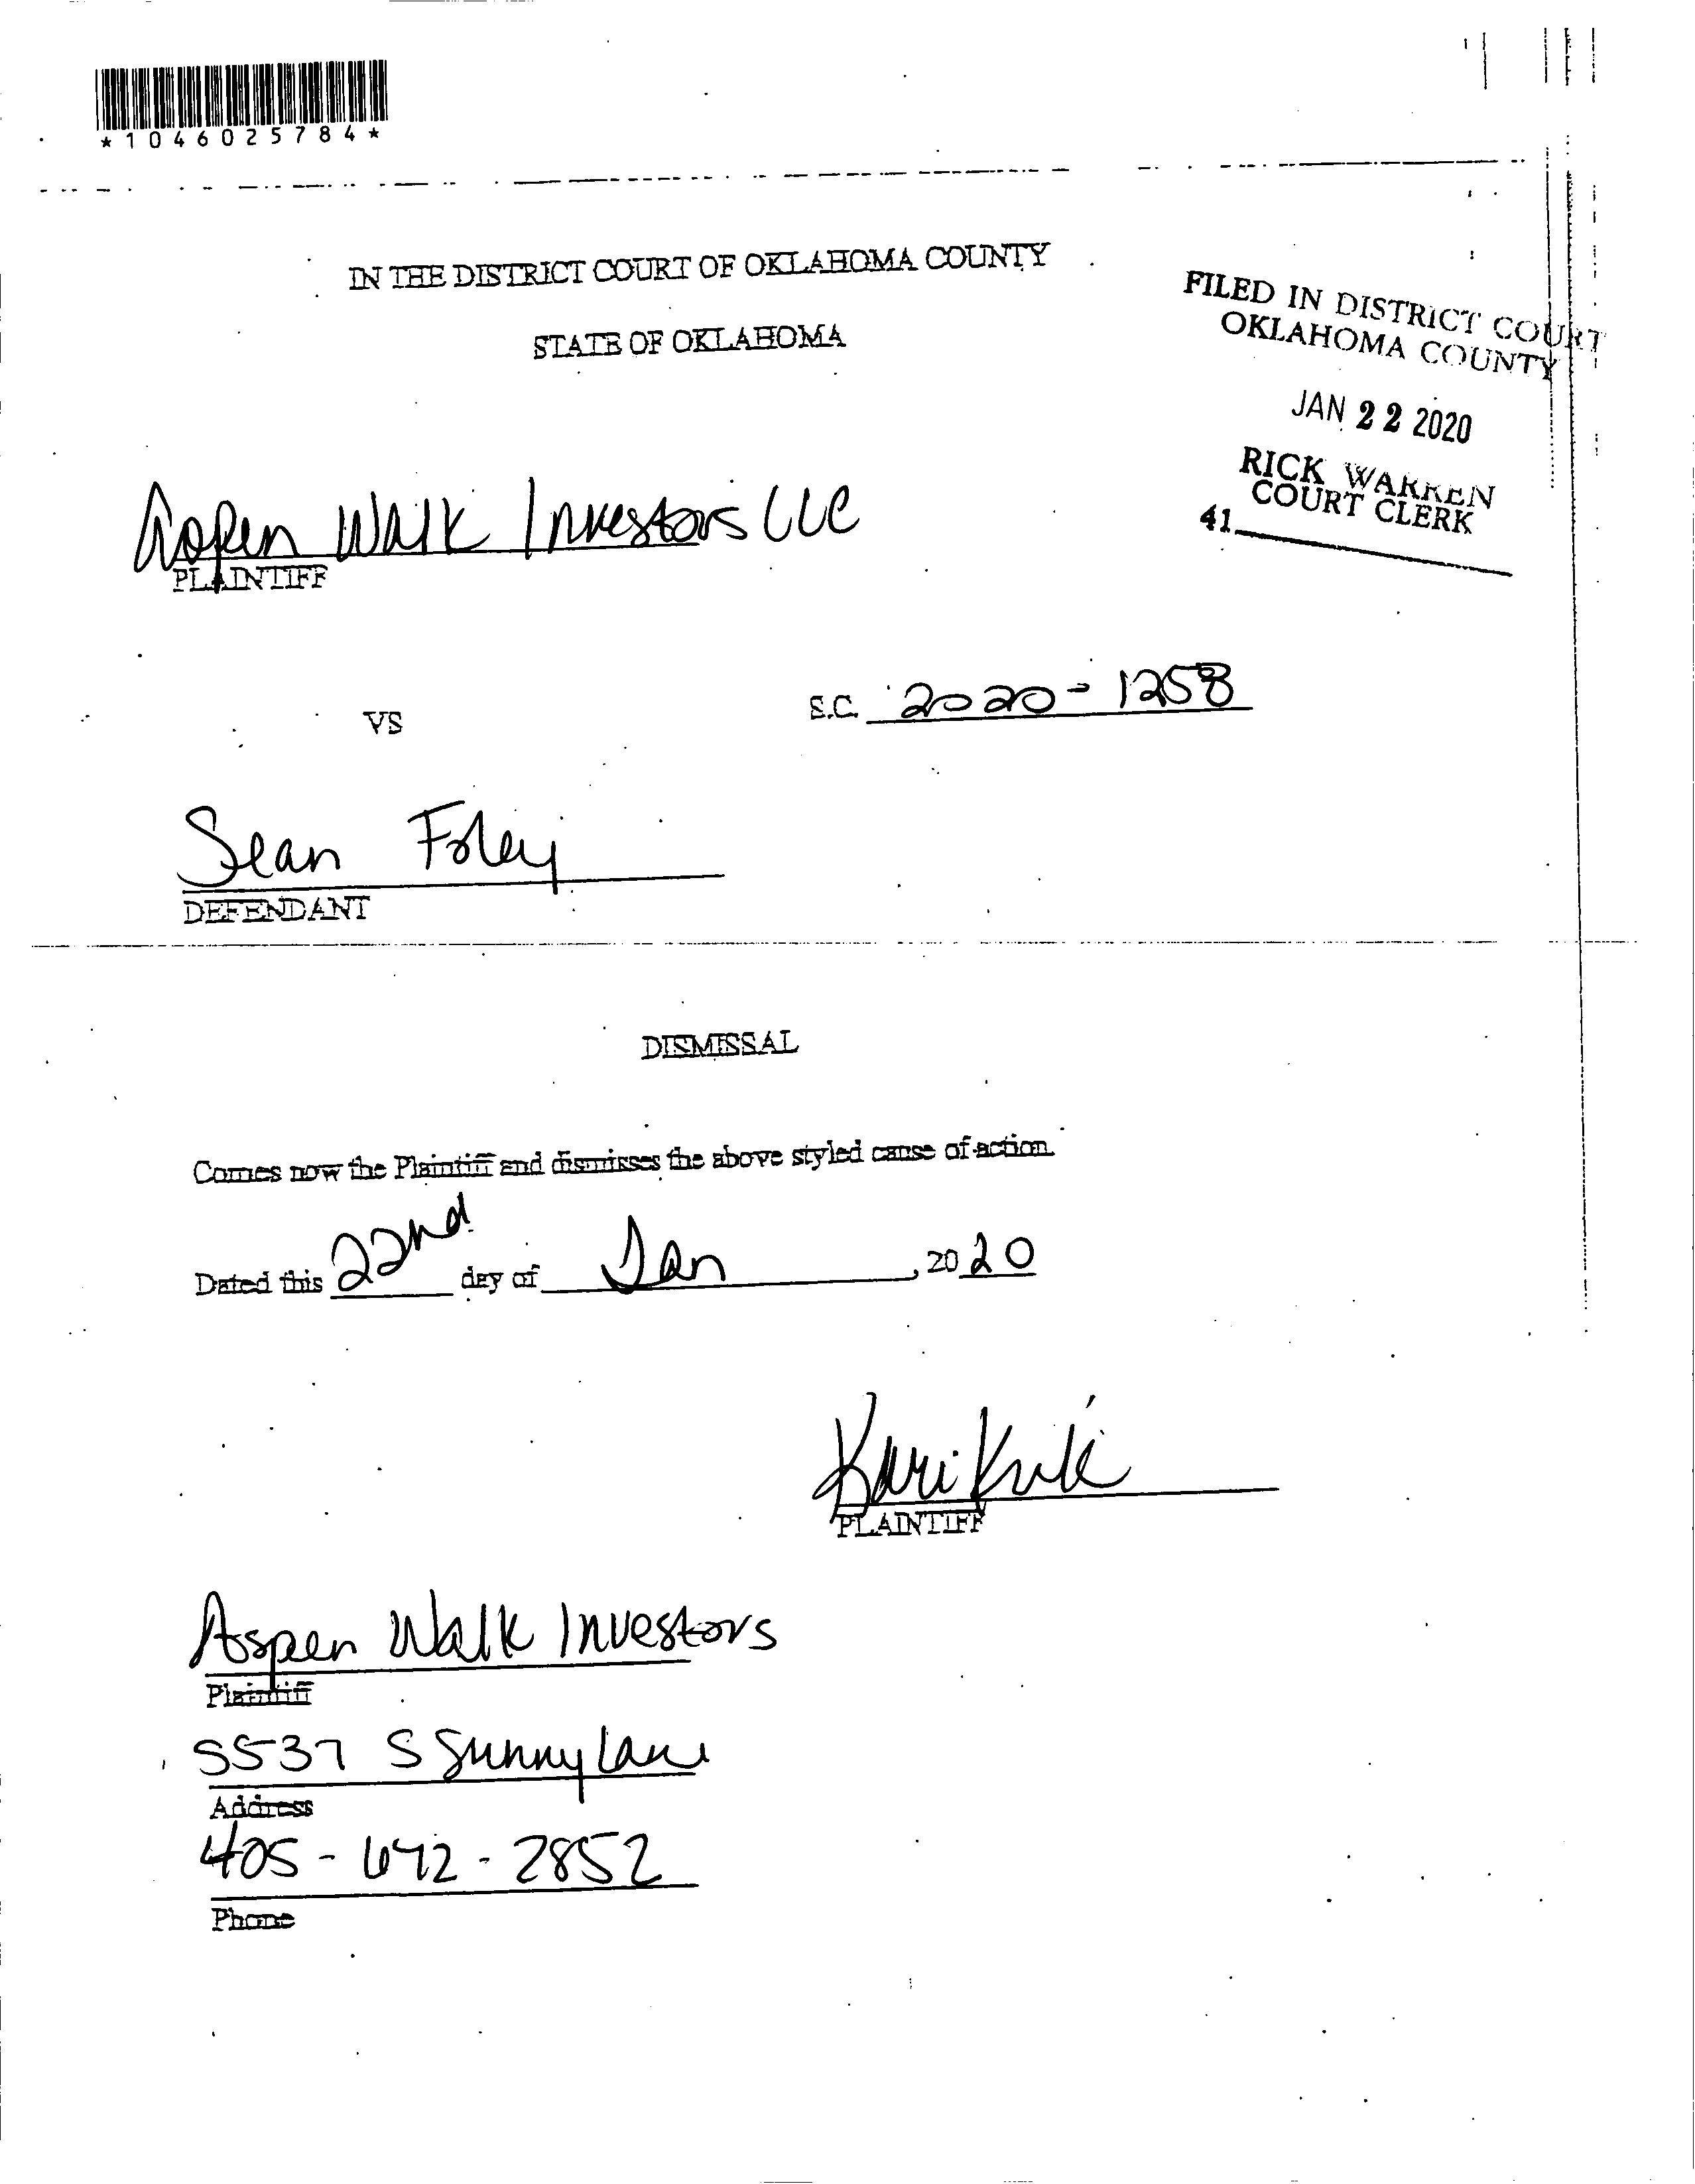 *1046025784*
IN THE DISTRICT COURT OF OKLAHOMA COUNTY
STATE OF OKLAHOMA
FILED IN DISTRICT COURT
OKLAHOMA COUNTY
JAN 22 2020
RICK WARREN
COURT CLERK
41
Aspen Walk Investors LLC
PLAINTIFF
VS
S.C. 2020-1258
Sean Foley
DEFENDANT
DISMISSAL
Comes now the Plaintiff and dismisses the above styled cause of action.
Dated this 22nd day of Jan, 2020
Kari
PLAINTIFF
Aspen Walk Investors
Plaintiff
5537 S Sunnylane
Address
405-672-2852
Phone